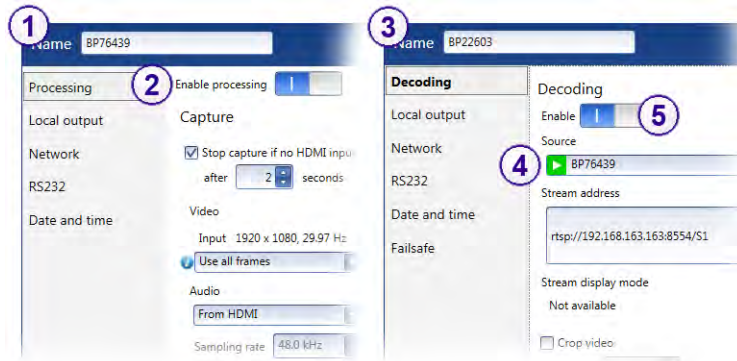 1
Name BP76439
Processing
2
Enable processing
Local output
Capture
Network
Stop capture if no HDMI inpu
RS232
after 2 seconds
Date and time
Video
Input 1920 x 1080, 29.97 Hz
Use all frames
Audio
From HDMI
Sampling rate 48.0 kHz
3
Name BP22603
Decoding
Decoding
Local output
Enable
5
Network
Source
4
BP76439
RS232
Stream address
Date and time
rtsp://192.168.163.163:8554/S1
Failsafe
Stream display mode
Not available
Crop video